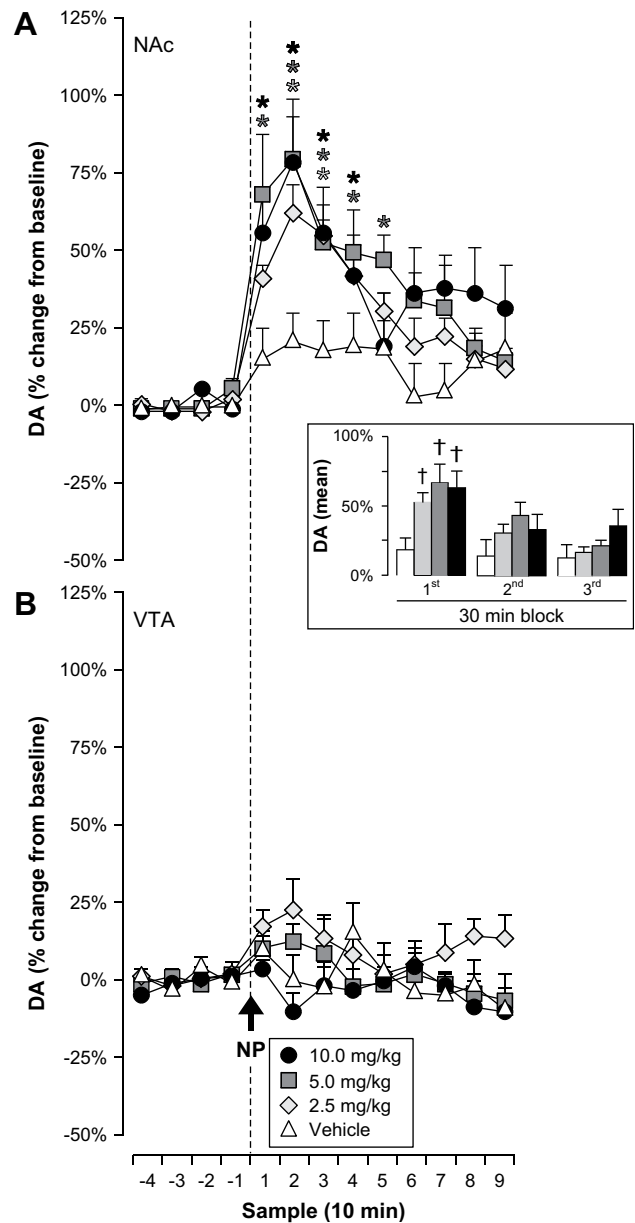 A
NAc
125%
100%
75%
50%
25%
0%
-25%
-50%
DA (% change from baseline)
* 
* *
* * *
* * *
* *
*
100%
50%
0%
DA (mean)
† † †
1st 2nd 3rd
30 min block
B
VTA
125%
100%
75%
50%
25%
0%
-25%
-50%
DA (% change from baseline)
NP
10.0 mg/kg
5.0 mg/kg
2.5 mg/kg
Vehicle
-4 -3 -2 -1 1 2 3 4 5 6 7 8 9
Sample (10 min)